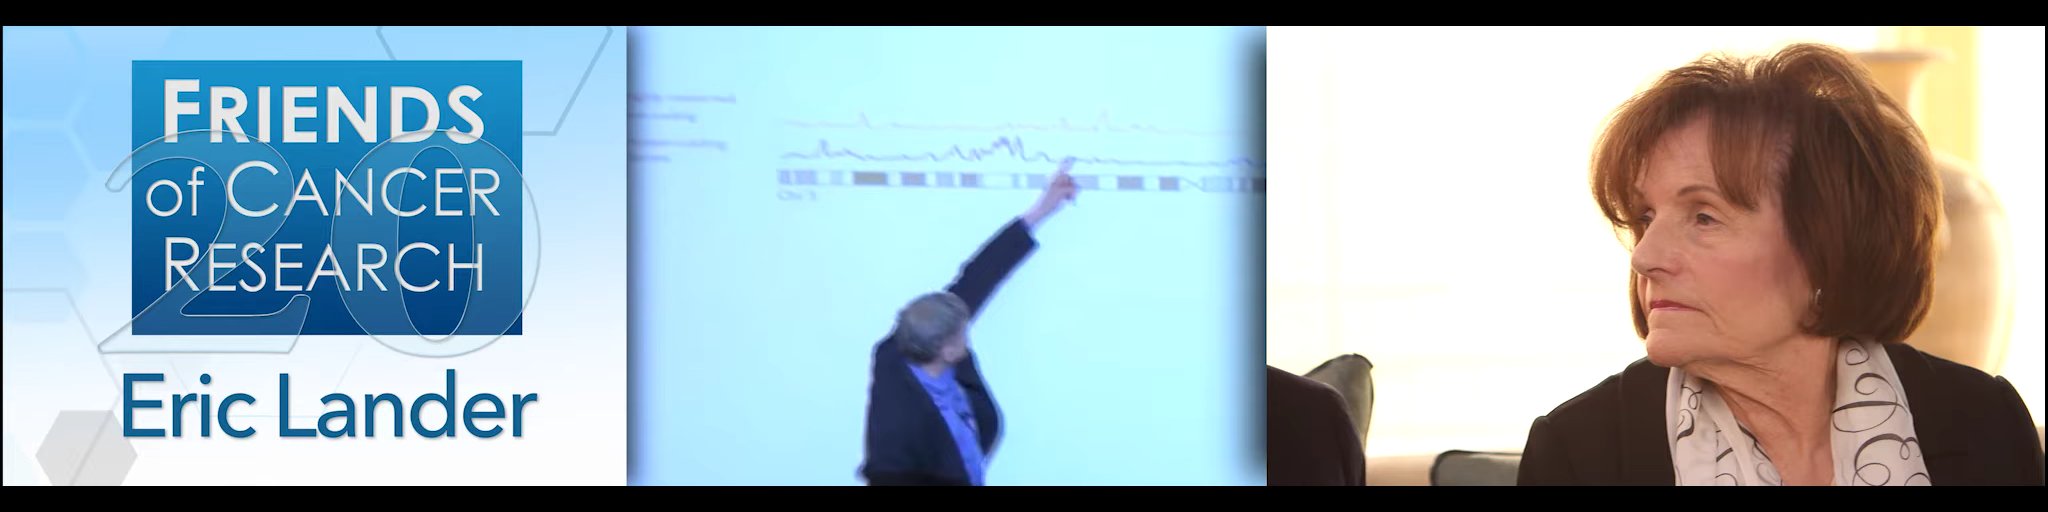 FRIENDS
of CANCER
RESEARCH
20
Eric Lander